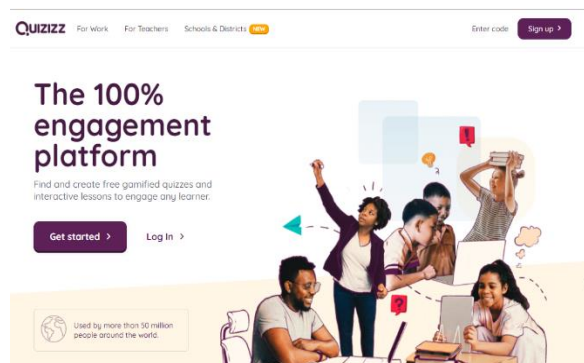 QUIZIZZ For Work For Teachers Schools & Districts NEW Enter code Sign up >
The 100%
engagement
platform
Find and create free gamified quizzes and
interactive lessons to engage any learner.
Get started > Log In >
Used by more than 50 million
people around the world.